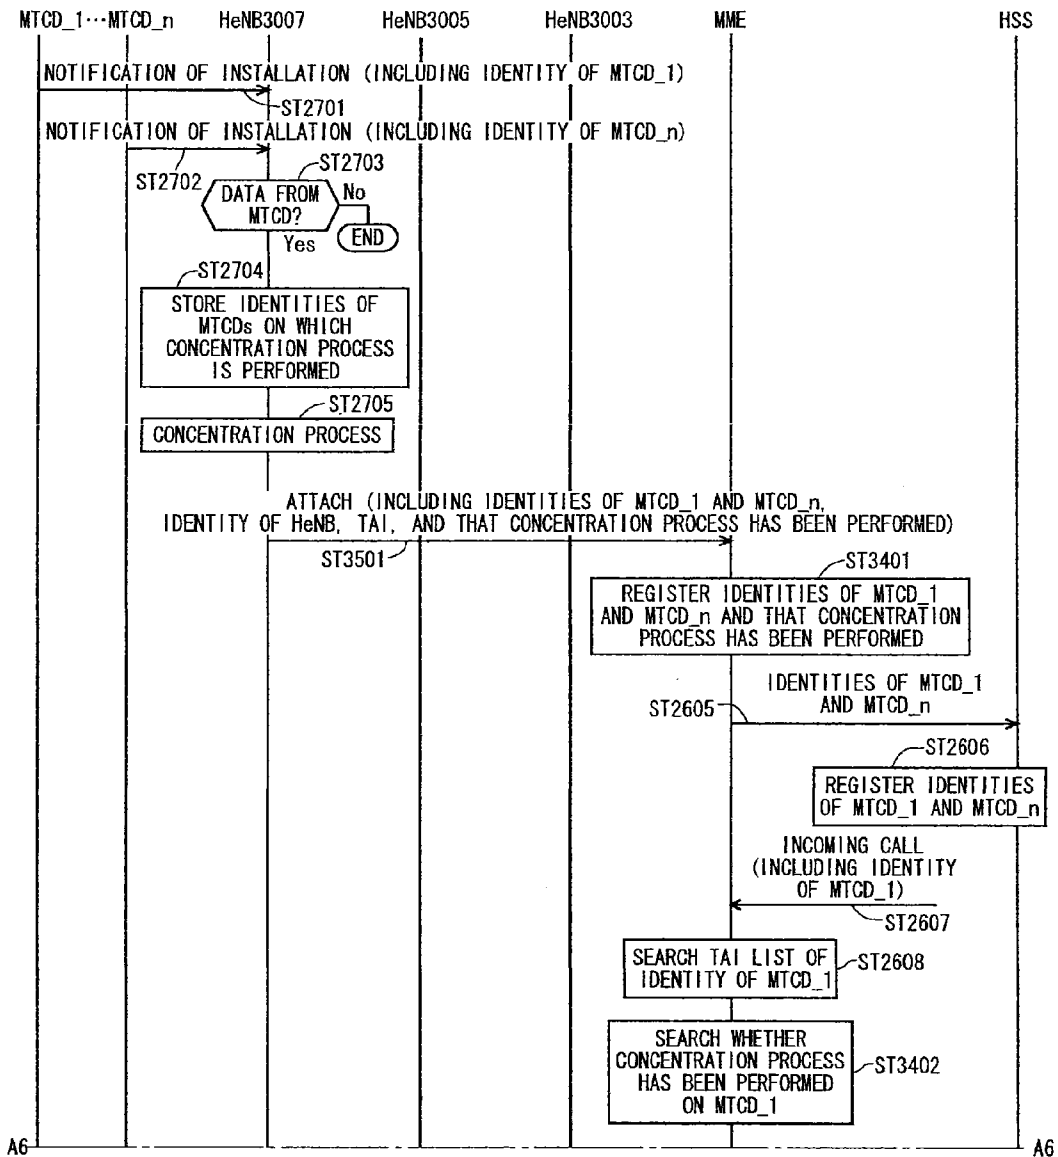 MTCD_1···MTCD_n HeNB3007 HeNB3005 HeNB3003 MME HSS
NOTIFICATION OF INSTALLATION (INCLUDING IDENTITY OF MTCD_1)
ST2701
NOTIFICATION OF INSTALLATION (INCLUDING IDENTITY OF MTCD_n)
ST2702
ST2703
DATA FROM
MTCD?
No
END
Yes
ST2704
STORE IDENTITIES OF
MTCDs ON WHICH
CONCENTRATION PROCESS
IS PERFORMED
ST2705
CONCENTRATION PROCESS
ATTACH (INCLUDING IDENTITIES OF MTCD_1 AND MTCD_n,
IDENTITY OF HeNB, TAI, AND THAT CONCENTRATION PROCESS HAS BEEN PERFORMED)
ST3501
ST3401
REGISTER IDENTITIES OF MTCD_1
AND MTCD_n AND THAT CONCENTRATION
PROCESS HAS BEEN PERFORMED
IDENTITIES OF MTCD_1
AND MTCD_n
ST2605
ST2606
REGISTER IDENTITIES
OF MTCD_1 AND MTCD_n
INCOMING CALL
(INCLUDING IDENTITY
OF MTCD_1)
ST2607
SEARCH TAI LIST OF
IDENTITY OF MTCD_1
ST2608
SEARCH WHETHER
CONCENTRATION PROCESS
HAS BEEN PERFORMED
ON MTCD_1
ST3402
A6 A6